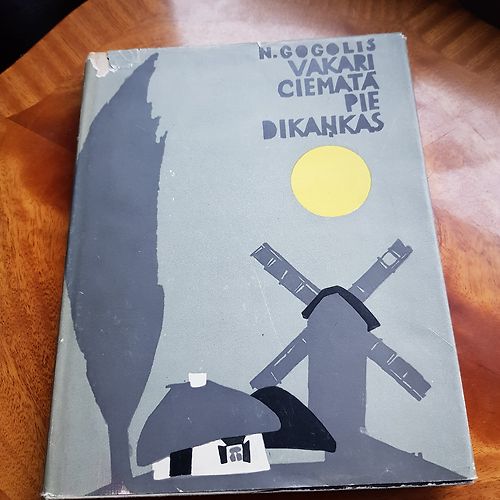 N. GOGOLIS
VAKARI
CIEMATĀ
PIE
DIKAŅKAS